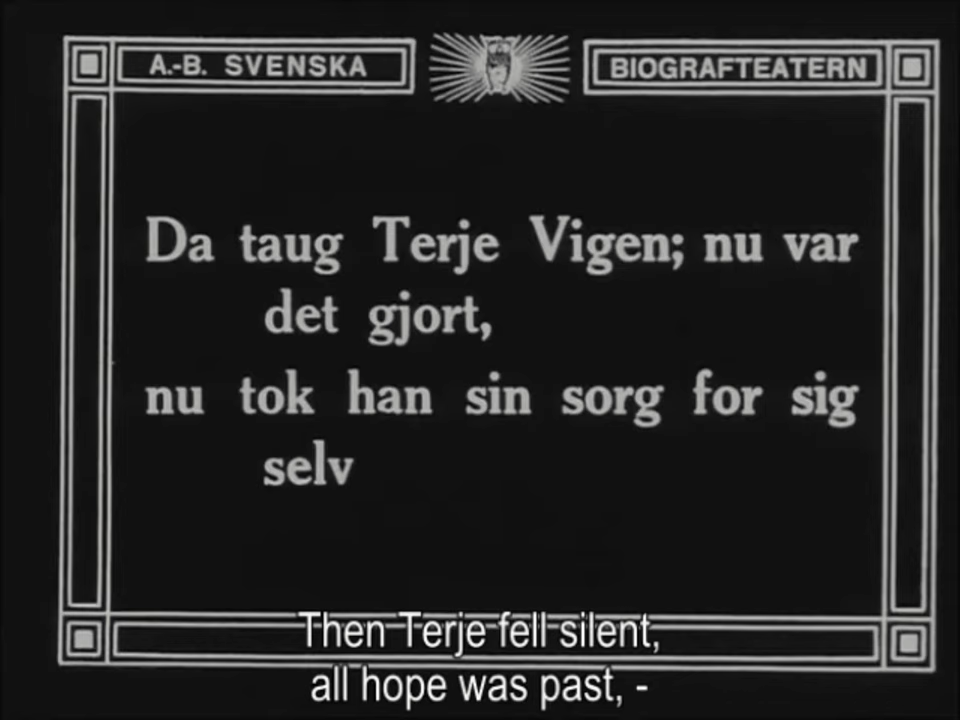 A.-B. SVENSKA
BIOGRAFTEATERN
Da taug Terje Vigen; nu var
det gjort,
nu tok han sin sorg for sig
selv
Then Terje fell silent,
all hope was past, -